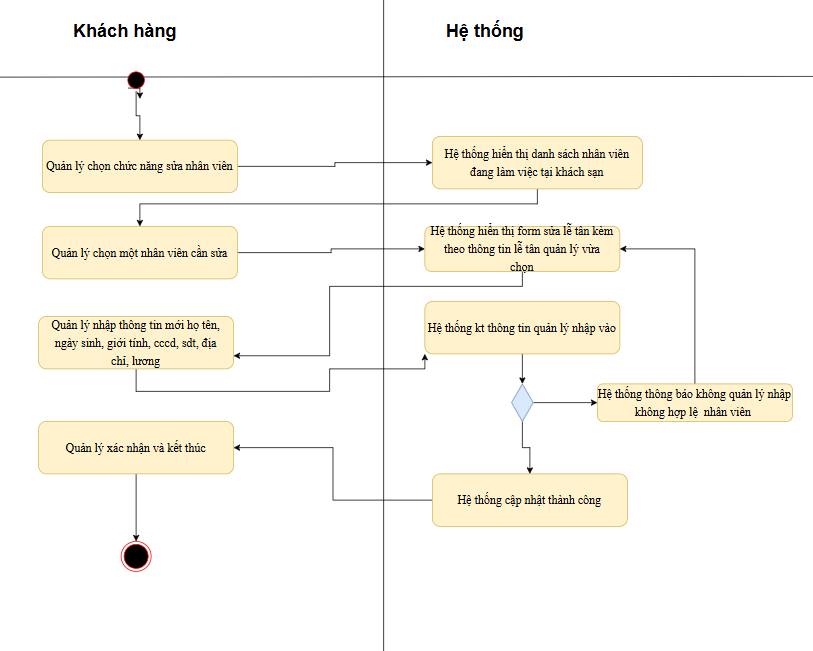 Khách hàng
Hệ thống
Quản lý chọn chức năng sửa nhân viên
Hệ thống hiển thị danh sách nhân viên
đang làm việc tại khách sạn
Quản lý chọn một nhân viên cần sửa
Hệ thống hiển thị form sửa lễ tân kèm
theo thông tin lễ tân quản lý vừa
chọn
Quản lý nhập thông tin mới họ tên,
ngày sinh, giới tính, cccd, sdt, địa
chỉ, lương
Hệ thống kt thông tin quản lý nhập vào
Hệ thống thông báo không quản lý nhập
không hợp lệ nhân viên
Quản lý xác nhận và kết thúc
Hệ thống cập nhật thành công